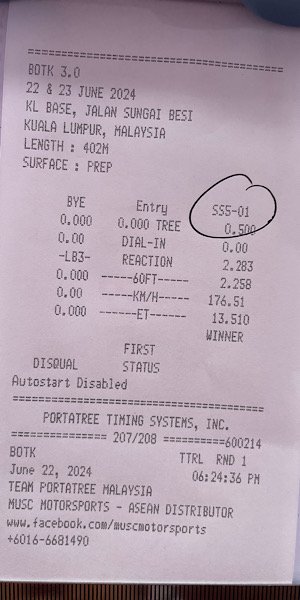 ================================
BOTK 3.0
22 & 23 JUNE 2024
KL BASE, JALAN SUNGAI BESI
KUALA LUMPUR, MALAYSIA
LENGTH : 402M
SURFACE : PREP
BYE Entry SS5-01
0.000 0.000 TREE 0.500
0.00 DIAL-IN 0.00
-LB3- REACTION 2.283
0.000 ------60FT------ 2.258
0.00 ------KM/H----- 176.51
0.000 -------ET------- 13.510
WINNER
FIRST
DISQUAL STATUS
Autostart Disabled
================================
PORTATREE TIMING SYSTEMS, INC.
=============== 207/208 ==========600214
BOTK TTRL RND 1
June 22, 2024 06:24:36 PM
TEAM PORTATREE MALAYSIA
MUSC MOTORSPORTS - ASEAN DISTRIBUTOR
www.facebook.com/muscmotorsports
+6016-6681490